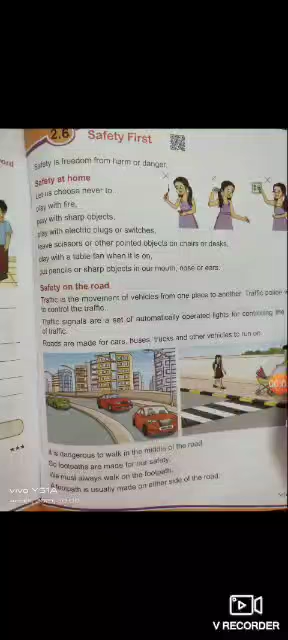 2.6 Safety First
Safety is freedom from harm or danger.
Safety at home
Let us choose never to
play with fire,
play with sharp objects,
play with electric plugs or switches,
leave scissors or other pointed objects on chairs or desks,
play with a table fan when it is on,
put pencils or sharp objects in our mouth, nose or ears.
Safety on the road
Traffic is the movement of vehicles from one place to another. Traffic police
to control the traffic.
Traffic signals are a set of automatically operated lights for controlling the
of traffic.
Roads are made for cars, buses, trucks and other vehicles to run on.
It is dangerous to walk in the middle of the road.
So footpaths are made for our safety.
We must always walk on the footpath.
A footpath is usually made on either side of the road.
***
vivo Y91A
V RECORDER